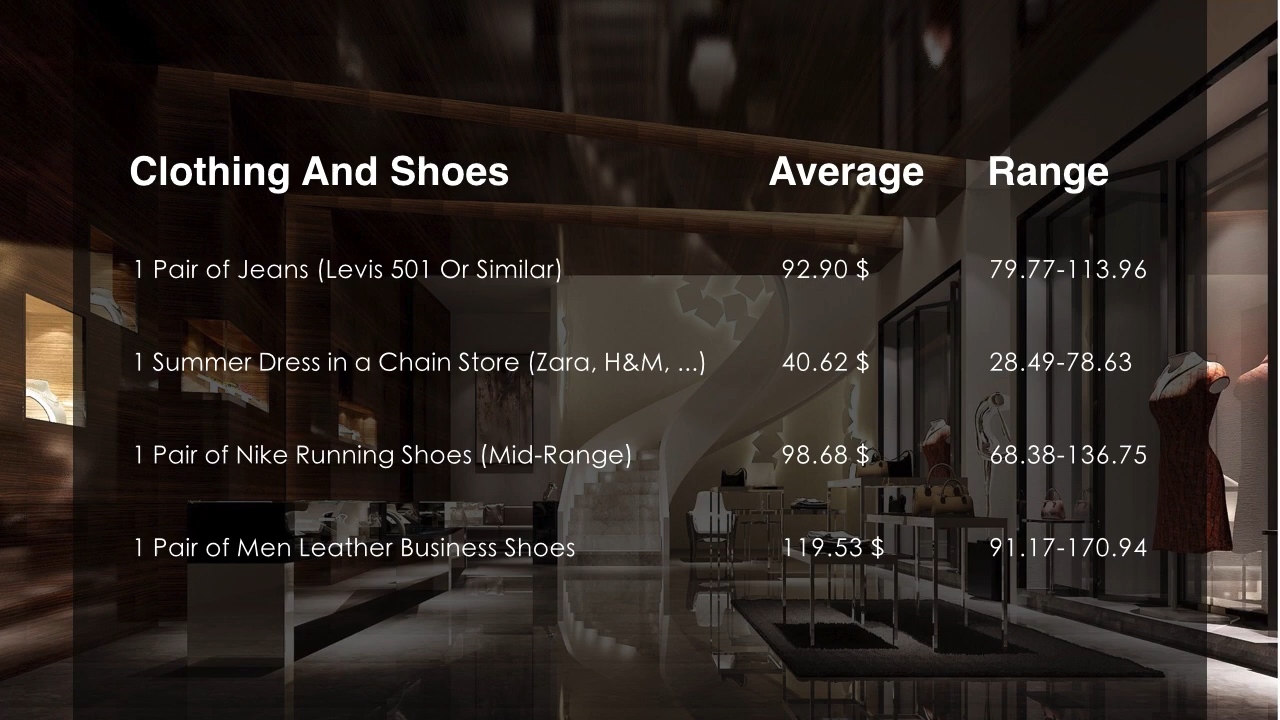 Clothing And Shoes Average Range
1 Pair of Jeans (Levis 501 Or Similar) 92.90 $ 79.77-113.96
1 Summer Dress in a Chain Store (Zara, H&M, ...) 40.62 $ 28.49-78.63
1 Pair of Nike Running Shoes (Mid-Range) 98.68 $ 68.38-136.75
1 Pair of Men Leather Business Shoes 119.53 $ 91.17-170.94